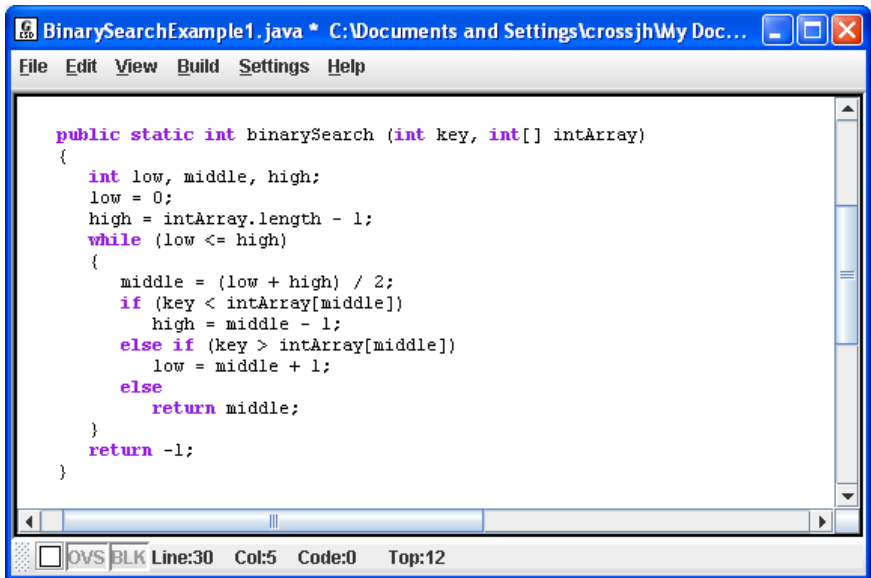 BinarySearchExample1.java * C:\Documents and Settings\crossjh\My Doc...
File Edit View Build Settings Help
public static int binarySearch (int key, int[] intArray)
{
int low, middle, high;
low = 0;
high = intArray.length - 1;
while (low <= high)
{
middle = (low + high) / 2;
if (key < intArray[middle])
high = middle - 1;
else if (key > intArray[middle])
low = middle + 1;
else
return middle;
}
return -1;
}
OVS BLK Line:30 Col:5 Code:0 Top:12